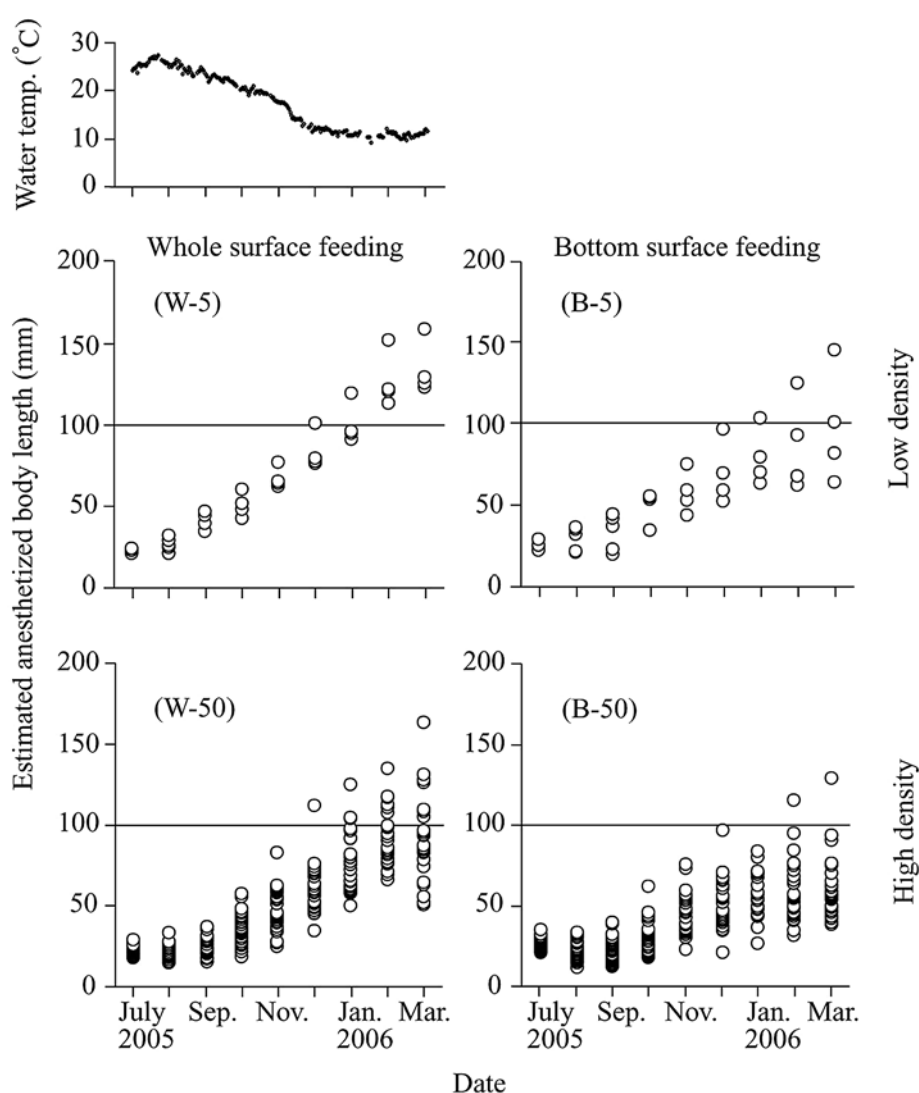 Water temp. (°C)
30
20
10
0
Whole surface feeding
Bottom surface feeding
Estimated anesthetized body length (mm)
200
150
100
50
0
(W-5)
200
150
100
50
0
(B-5)
Low density
200
150
100
50
0
(W-50)
200
150
100
50
0
(B-50)
High density
July Sep. Nov. Jan. Mar.
2005 2006
July Sep. Nov. Jan. Mar.
2005 2006
Date